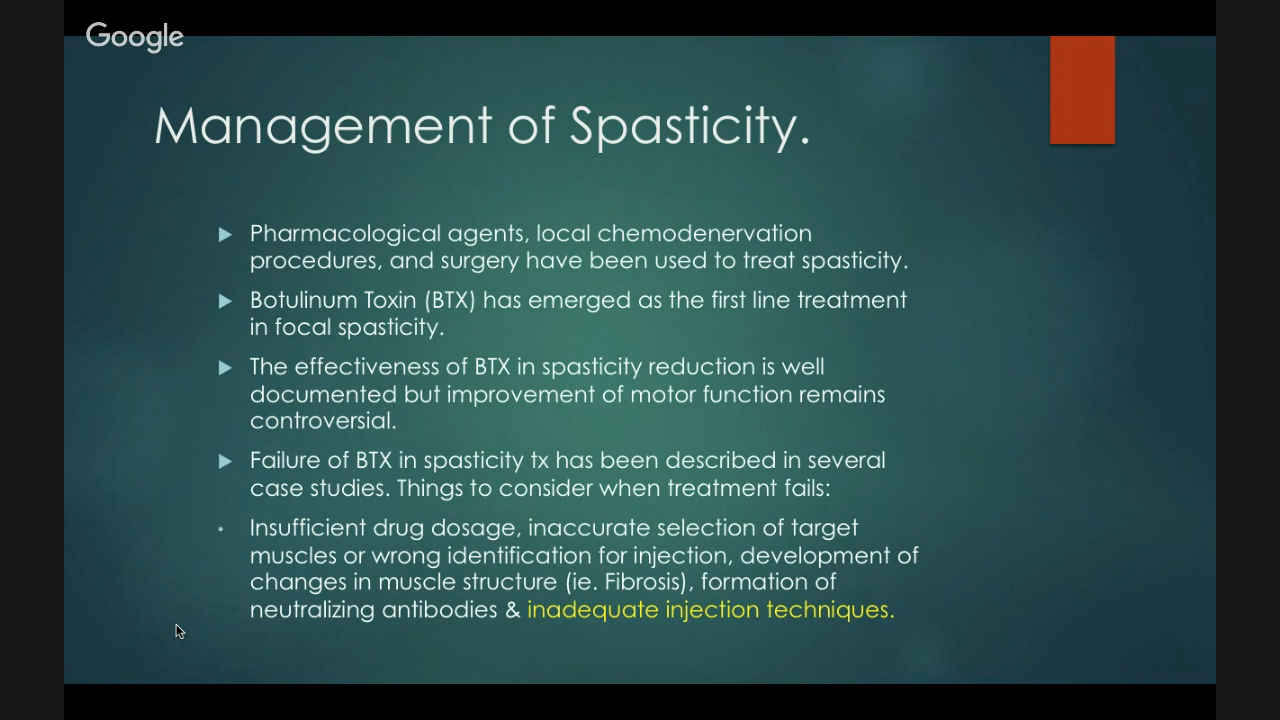 Google
Management of Spasticity.
Pharmacological agents, local chemodenervation
procedures, and surgery have been used to treat spasticity.
Botulinum Toxin (BTX) has emerged as the first line treatment
in focal spasticity.
The effectiveness of BTX in spasticity reduction is well
documented but improvement of motor function remains
controversial.
Failure of BTX in spasticity tx has been described in several
case studies. Things to consider when treatment fails:
Insufficient drug dosage, inaccurate selection of target
muscles or wrong identification for injection, development of
changes in muscle structure (ie. Fibrosis), formation of
neutralizing antibodies & inadequate injection techniques.